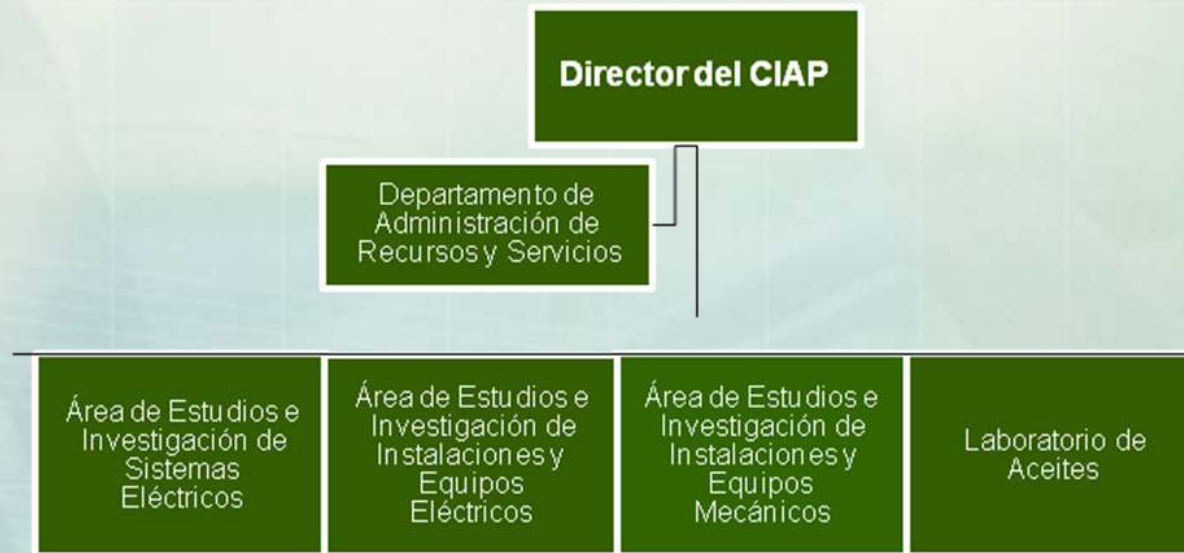 Director del CIAP
Departamento de
Administración de
Recursos y Servicios
Área de Estudios e
Investigación de
Sistemas
Eléctricos
Área de Estudios e
Investigación de
Instalaciones y
Equipos
Eléctricos
Área de Estudios e
Investigación de
Instalaciones y
Equipos
Mecánicos
Laboratorio de
Aceites